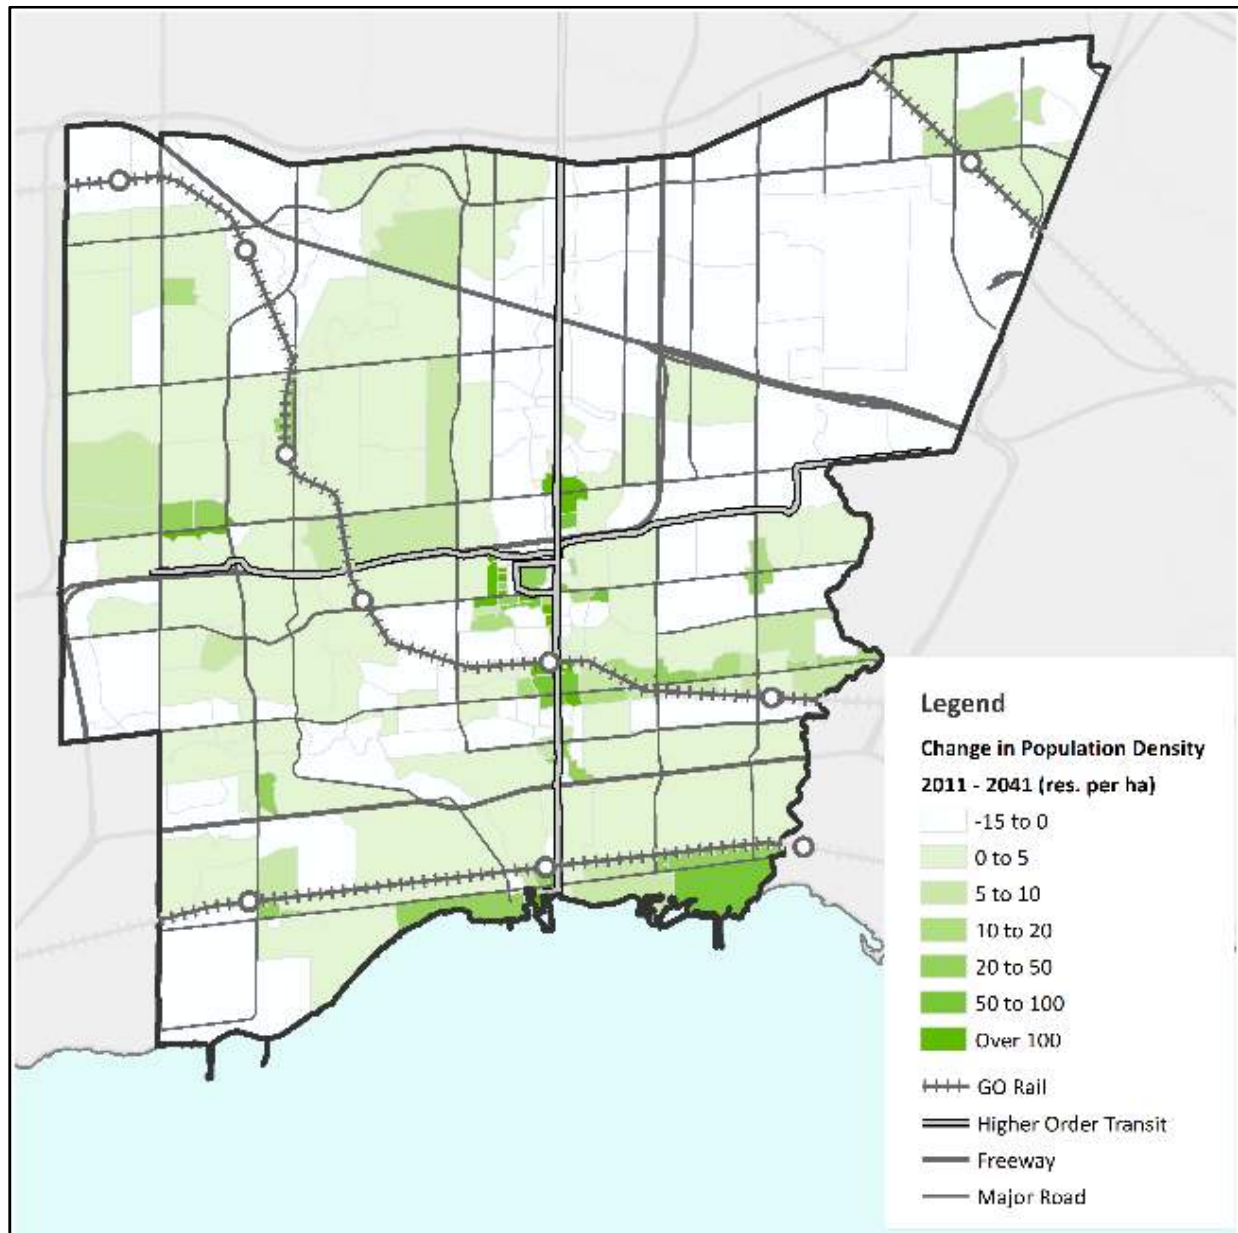 Legend
Change in Population Density
2011 - 2041 (res. per ha)
-15 to 0
0 to 5
5 to 10
10 to 20
20 to 50
50 to 100
Over 100
GO Rail
Higher Order Transit
Freeway
Major Road